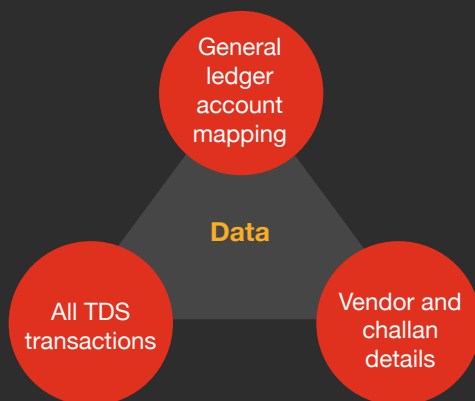 General
ledger
account
mapping
Data
All TDS
transactions
Vendor and
challan
details